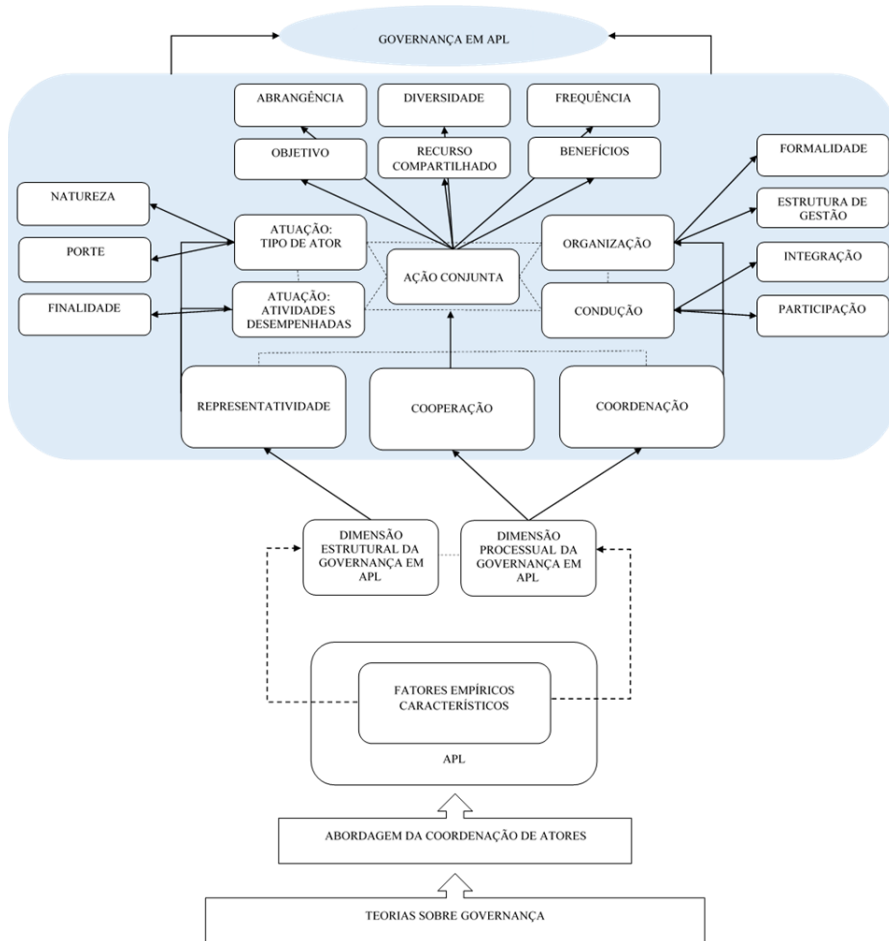 GOVERNANÇA EM APL
ABRANGÊNCIA
DIVERSIDADE
FREQUÊNCIA
OBJETIVO
RECURSO
COMPARTILHADO
BENEFÍCIOS
FORMALIDADE
NATUREZA
ESTRUTURA DE
GESTÃO
ATUAÇÃO:
TIPO DE ATOR
ORGANIZAÇÃO
PORTE
AÇÃO CONJUNTA
INTEGRAÇÃO
FINALIDADE
ATUAÇÃO:
ATIVIDADES
DESEMPENHADAS
CONDUÇÃO
PARTICIPAÇÃO
REPRESENTATIVIDADE
COOPERAÇÃO
COORDENAÇÃO
DIMENSÃO
ESTRUTURAL DA
GOVERNANÇA EM
APL
DIMENSÃO
PROCESSUAL DA
GOVERNANÇA EM
APL
FATORES EMPÍRICOS
CARACTERÍSTICOS
APL
ABORDAGEM DA COORDENAÇÃO DE ATORES
TEORIAS SOBRE GOVERNANÇA